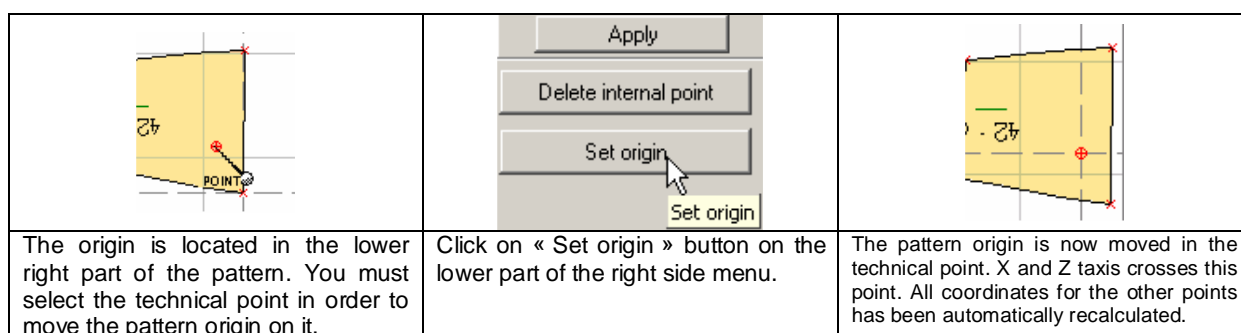 42
POINT
Apply
Delete internal point
Set origin
Set origin
42
The origin is located in the lower
right part of the pattern. You must
select the technical point in order to
move the pattern origin on it.
Click on « Set origin » button on the
lower part of the right side menu.
The pattern origin is now moved in the
technical point. X and Z taxis crosses this
point. All coordinates for the other points
has been automatically recalculated.